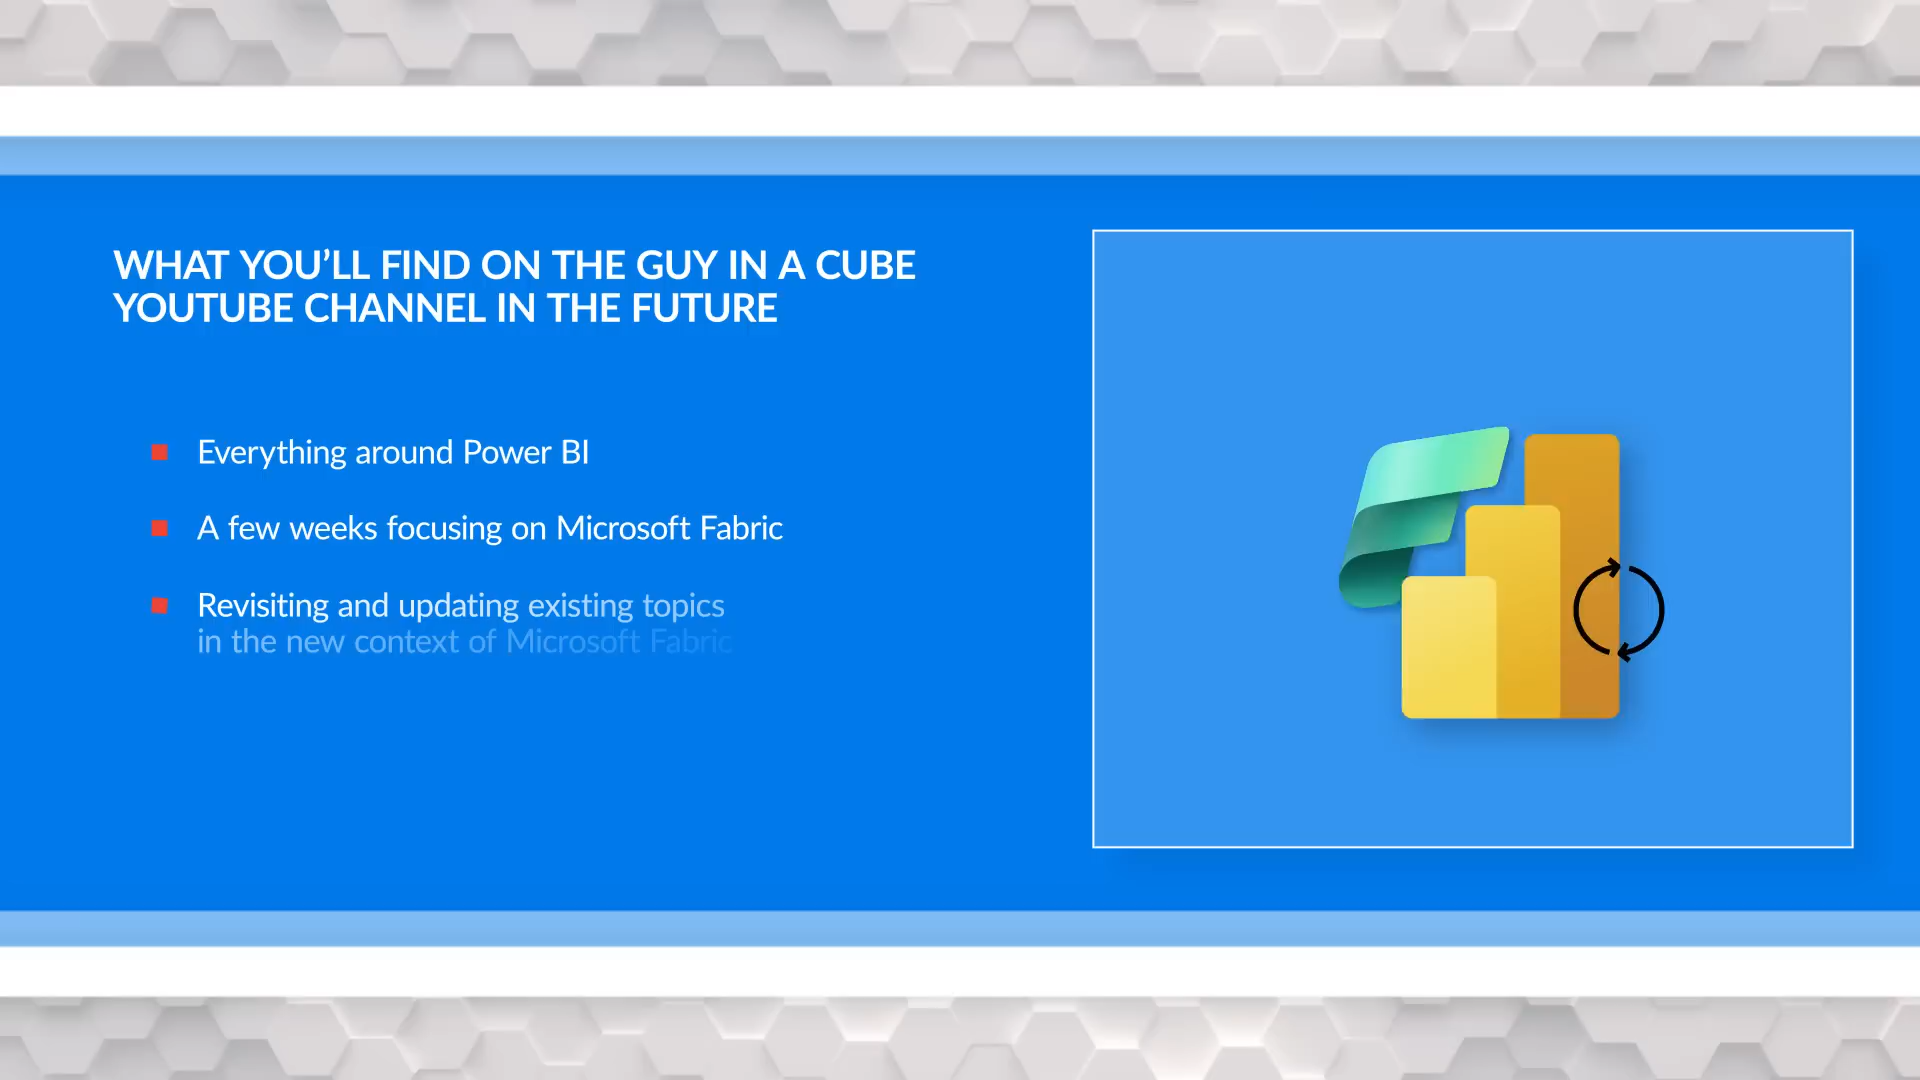 WHAT YOU’LL FIND ON THE GUY IN A CUBE
YOUTUBE CHANNEL IN THE FUTURE
Everything around Power BI
A few weeks focusing on Microsoft Fabric
Revisiting and updating existing topics
in the new context of Microsoft Fabric